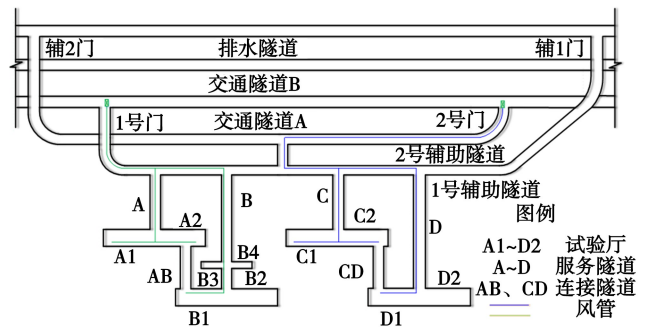 辅2门 排水隧道 辅1门
交通隧道B
1号门 交通隧道A 2号门
2号辅助隧道
1号辅助隧道
A B C D
A2 C2
图例
A1 B4 C1
A1~D2 试验厅
AB B3 B2 CD D2
A~D 服务隧道
AB、CD 连接隧道
B1 D1
风管